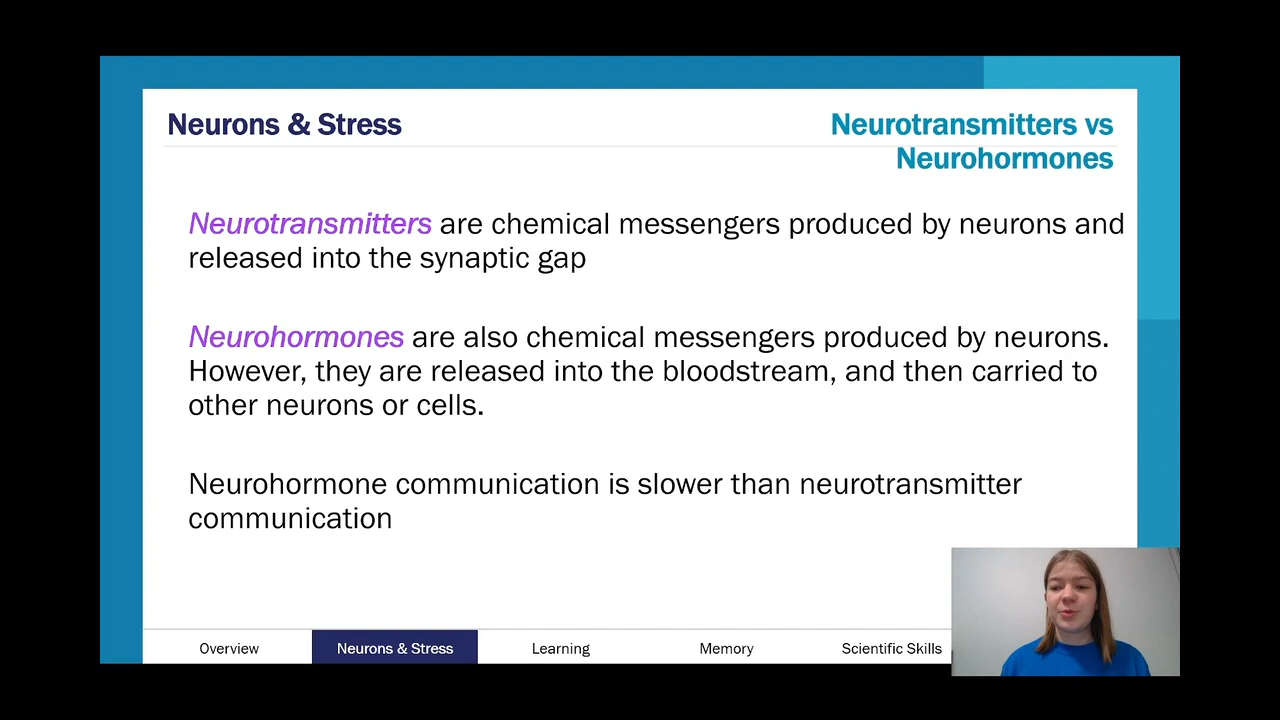 Neurons & Stress
Neurotransmitters vs
Neurohormones
Neurotransmitters are chemical messengers produced by neurons and
released into the synaptic gap
Neurohormones are also chemical messengers produced by neurons.
However, they are released into the bloodstream, and then carried to
other neurons or cells.
Neurohormone communication is slower than neurotransmitter
communication
Overview
Neurons & Stress
Learning
Memory
Scientific Skills